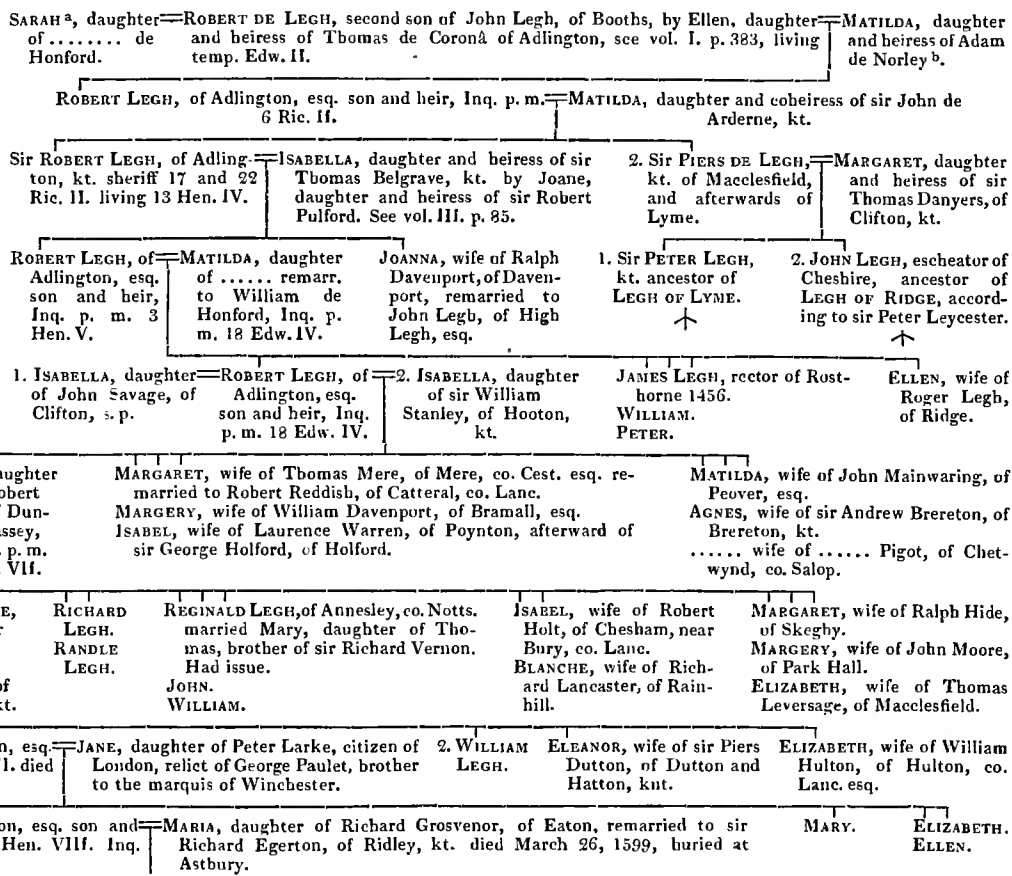 SARAH a, daughter ROBERT DE LEGH, second son of John Legh, of Booths, by Ellen, daughter MATILDA, daughter
of ........ de and heiress of Thomas de Coronâ of Adlington, see vol. I. p. 383, living and heiress of Adam
Honford. temp. Edw. II. de Norley b.
ROBERT LEGH, of Adlington, esq. son and heir, Inq. p. m. MATILDA, daughter and coheiress of sir John de
6 Ric. II. Arderne, kt.
Sir ROBERT LEGH, of Adling-
ton, kt. sheriff 17 and 22
Ric. II. living 13 Hen. IV.
ISABELLA, daughter and heiress of sir
Thomas Belgrave, kt. by Joane,
daughter and heiress of sir Robert
Pulford. See vol. III. p. 85.
2. Sir PIERS DE LEGH,
kt. of Macclesfield,
and afterwards of
Lyme.
MARGARET, daughter
and heiress of sir
Thomas Danyers, of
Clifton, kt.
ROBERT LEGH, of
Adlington, esq.
son and heir,
Inq. p. m. 3
Hen. V.
MATILDA, daughter
of ...... remarr.
to William de
Honford, Inq. p.
m. 18 Edw. IV.
JOANNA, wife of Ralph
Davenport, of Daven-
port, remarried to
John Legh, of High
Legh, esq.
1. Sir PETER LEGH,
kt. ancestor of
LEGH OF LYME.
2. JOHN LEGH, escheator of
Cheshire, ancestor of
LEGH OF RIDGE, accord-
ing to sir Peter Leycester.
1. ISABELLA, daughter
of John Savage, of
Clifton, s. p.
ROBERT LEGH, of
Adlington, esq.
son and heir, Inq.
p. m. 18 Edw. IV.
2. ISABELLA, daughter
of sir William
Stanley, of Hooton,
kt.
JAMES LEGH, rector of Rost-
horne 1456.
WILLIAM.
PETER.
ELLEN, wife of
Roger Legh,
of Ridge.
aughter
obert
f Dun-
assey,
. p. m.
. VII.
MARGARET, wife of Thomas Mere, of Mere, co. Cest. esq. re-
married to Robert Reddish, of Catteral, co. Lanc.
MARGERY, wife of William Davenport, of Bramall, esq.
ISABEL, wife of Laurence Warren, of Poynton, afterward of
sir George Holford, of Holford.
MATILDA, wife of John Mainwaring, of
Peover, esq.
AGNES, wife of sir Andrew Brereton, of
Brereton, kt.
...... wife of ...... Pigot, of Chet-
wynd, co. Salop.
E,
r
of
kt.
RICHARD
LEGH.
RANDLE
LEGH.
REGINALD LEGH, of Annesley, co. Notts.
married Mary, daughter of Tho-
mas, brother of sir Richard Vernon.
Had issue.
JOHN.
WILLIAM.
ISABEL, wife of Robert
Holt, of Chesham, near
Bury, co. Lanc.
BLANCHE, wife of Rich-
ard Lancaster, of Rain-
hill.
MARGARET, wife of Ralph Hide,
of Skegby.
MARGERY, wife of John Moore,
of Park Hall.
ELIZABETH, wife of Thomas
Leversage, of Macclesfield.
n, esq.
I. died
JANE, daughter of Peter Larke, citizen of
London, relict of George Paulet, brother
to the marquis of Winchester.
2. WILLIAM
LEGH.
ELEANOR, wife of sir Piers
Dutton, of Dutton and
Hatton, knt.
ELIZABETH, wife of William
Hulton, of Hulton, co.
Lanc. esq.
on, esq. son and
Hen. VIII. Inq.
MARIA, daughter of Richard Grosvenor, of Eaton, remarried to sir
Richard Egerton, of Ridley, kt. died March 26, 1599, buried at
Astbury.
MARY.
ELIZABETH.
ELLEN.